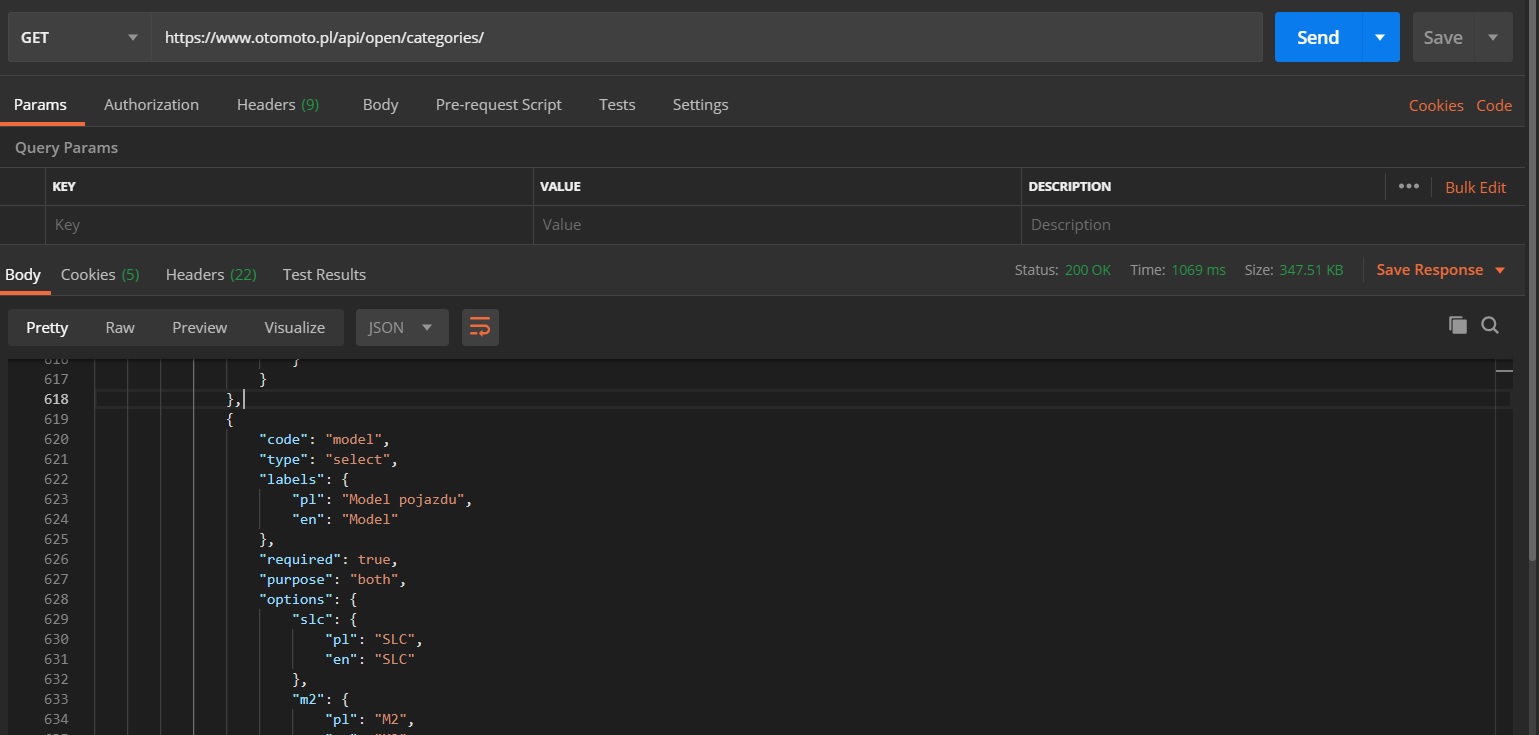 GET https://www.otomoto.pl/api/open/categories/ Send Save
Params Authorization Headers (9) Body Pre-request Script Tests Settings Cookies Code
Query Params
KEY VALUE DESCRIPTION ••• Bulk Edit
Key Value Description
Body Cookies (5) Headers (22) Test Results Status: 200 OK Time: 1069 ms Size: 347.51 KB Save Response
Pretty Raw Preview Visualize JSON
616 }
617 }
618 },
619 {
620 "code": "model",
621 "type": "select",
622 "labels": {
623 "pl": "Model pojazdu",
624 "en": "Model"
625 },
626 "required": true,
627 "purpose": "both",
628 "options": {
629 "slc": {
630 "pl": "SLC",
631 "en": "SLC"
632 },
633 "m2": {
634 "pl": "M2",